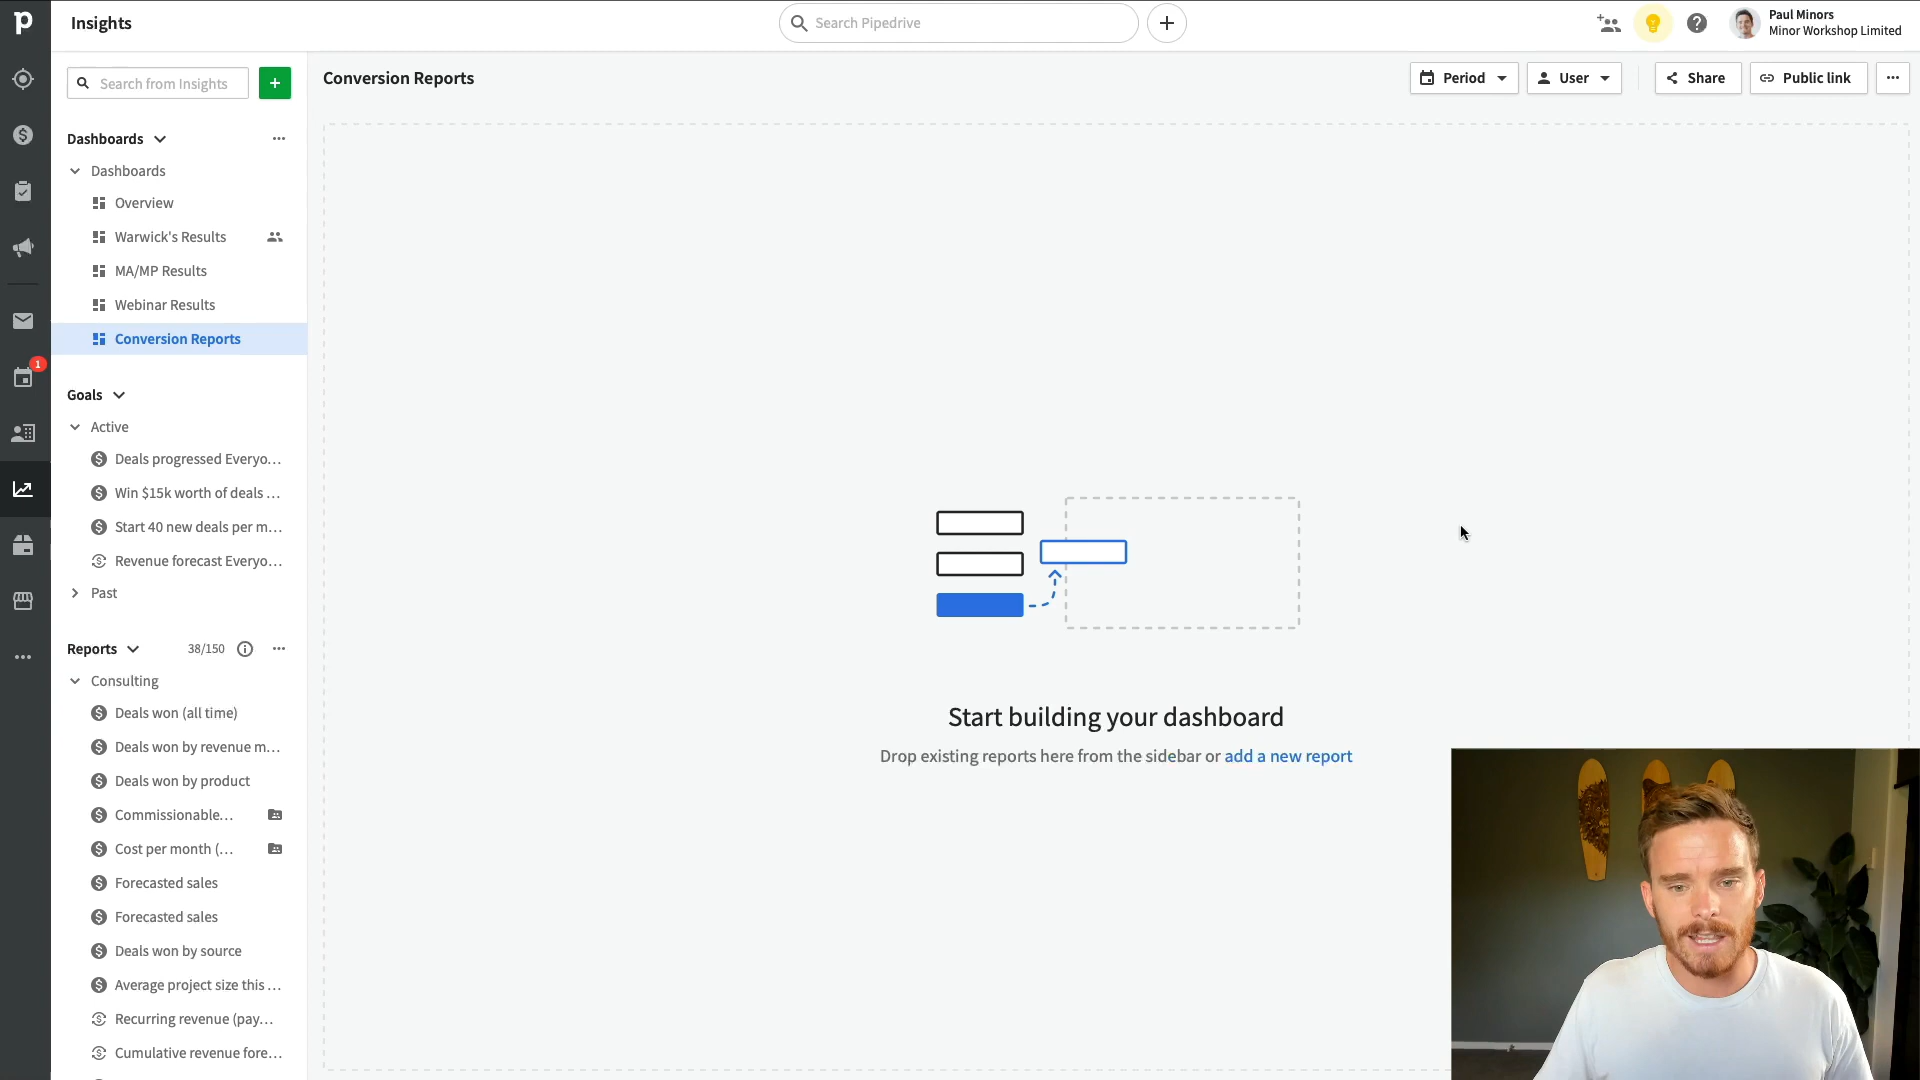 Insights
Search Pipedrive
Paul Minors
Minor Workshop Limited
Search from Insights
Conversion Reports
Period
User
Share
Public link
Dashboards
Dashboards
Overview
Warwick's Results
MA/MP Results
Webinar Results
Conversion Reports
Goals
Active
Deals progressed Everyo...
Win $15k worth of deals ...
Start 40 new deals per m...
Revenue forecast Everyo...
Past
Reports 38/150
Consulting
Deals won (all time)
Deals won by revenue m...
Deals won by product
Commissionable...
Cost per month (...
Forecasted sales
Forecasted sales
Deals won by source
Average project size this ...
Recurring revenue (pay...
Cumulative revenue fore...
1
Start building your dashboard
Drop existing reports here from the sidebar or add a new report